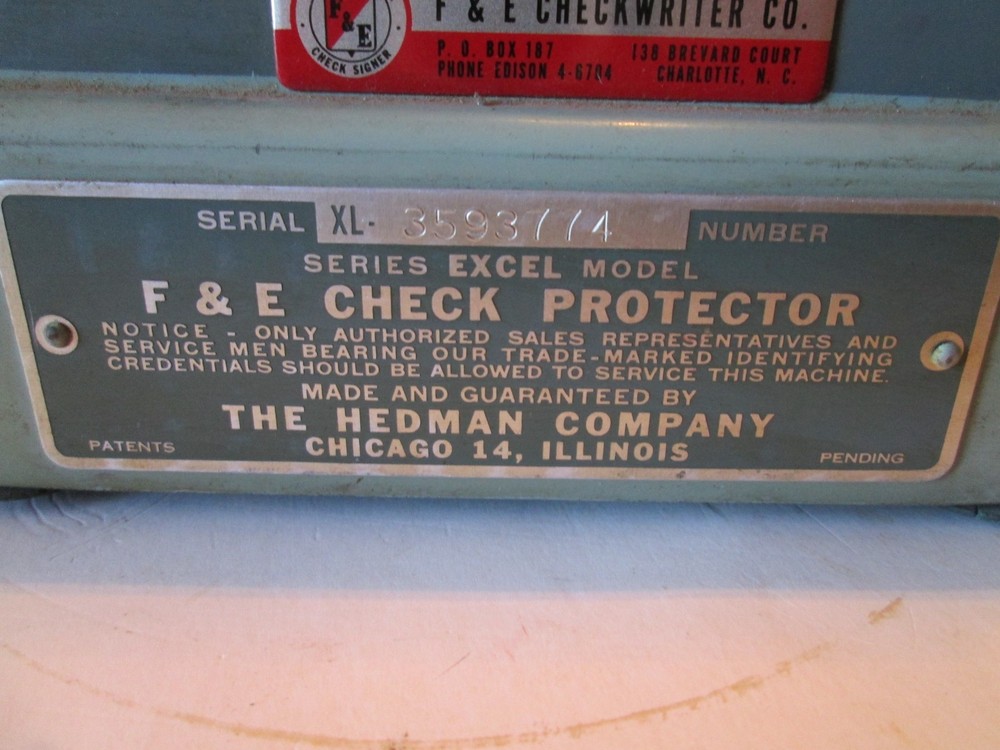 F & E
CHECK SIGNER
F & E CHECKWRITER CO.
P. O. BOX 187 138 BREVARD COURT
PHONE EDISON 4-6704 CHARLOTTE, N. C.
SERIAL XL- 3593774 NUMBER
SERIES EXCEL MODEL
F & E CHECK PROTECTOR
NOTICE - ONLY AUTHORIZED SALES REPRESENTATIVES AND
SERVICE MEN BEARING OUR TRADE-MARKED IDENTIFYING
CREDENTIALS SHOULD BE ALLOWED TO SERVICE THIS MACHINE.
MADE AND GUARANTEED BY
THE HEDMAN COMPANY
CHICAGO 14, ILLINOIS
PATENTS PENDING